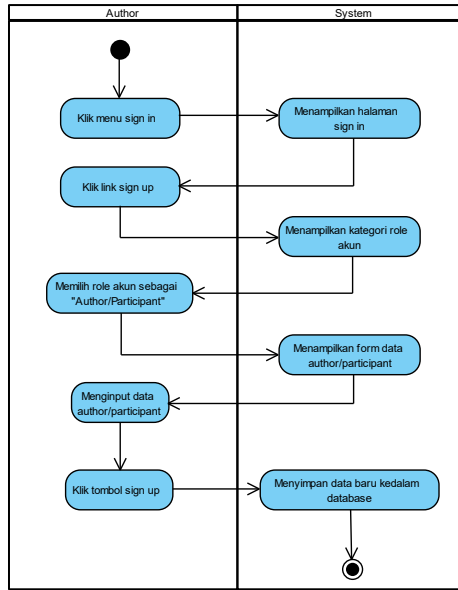 Author
System
Klik menu sign in
Menampilkan halaman
sign in
Klik link sign up
Menampilkan kategori role
akun
Memilih role akun sebagai
"Author/Participant"
Menampilkan form data
author/participant
Menginput data
author/participant
Klik tombol sign up
Menyimpan data baru kedalam
database